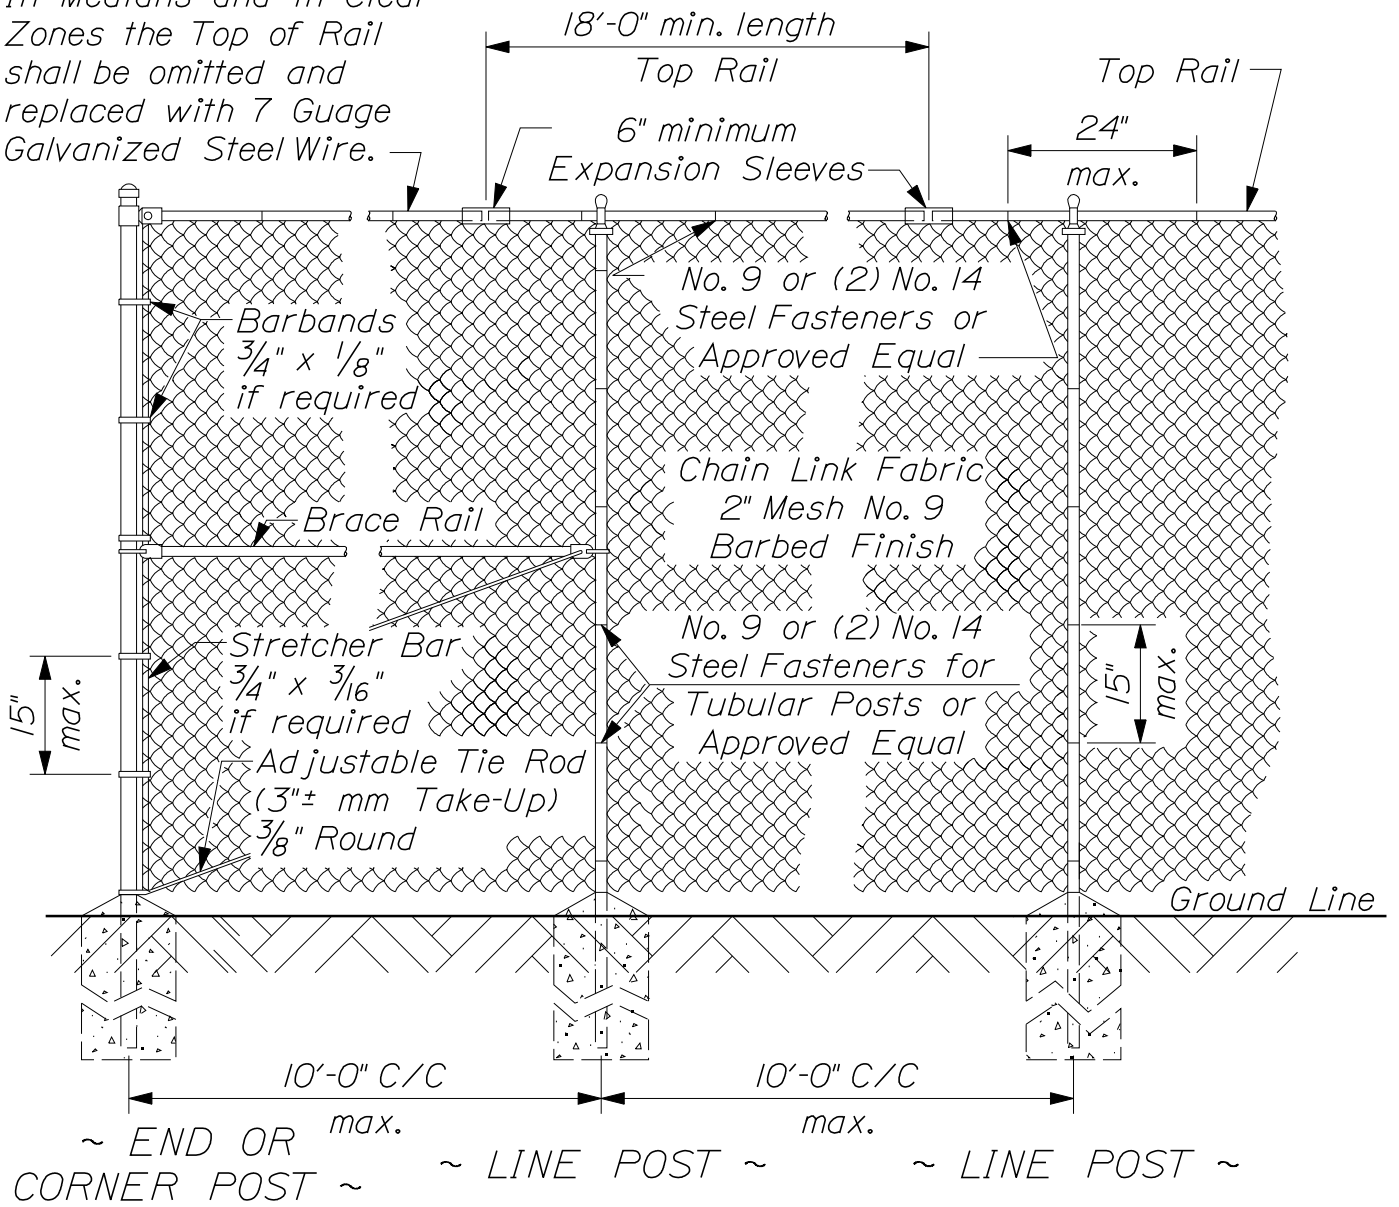 In Medians and in Clear
Zones the Top of Rail
shall be omitted and
replaced with 7 Guage
Galvanized Steel Wire.
18'-0" min. length
Top Rail
6" minimum
Expansion Sleeves
Top Rail
24"
max.
No. 9 or (2) No. 14
Steel Fasteners or
Approved Equal
Barbands
3/4" x 1/8"
if required
Chain Link Fabric
2" Mesh No. 9
Barbed Finish
Brace Rail
Stretcher Bar
3/4" x 3/16"
if required
No. 9 or (2) No. 14
Steel Fasteners for
Tubular Posts or
Approved Equal
15"
max.
15"
max.
Adjustable Tie Rod
(3"± mm Take-Up)
3/8" Round
Ground Line
10'-0" C/C
max.
10'-0" C/C
max.
~ END OR
CORNER POST ~
~ LINE POST ~
~ LINE POST ~